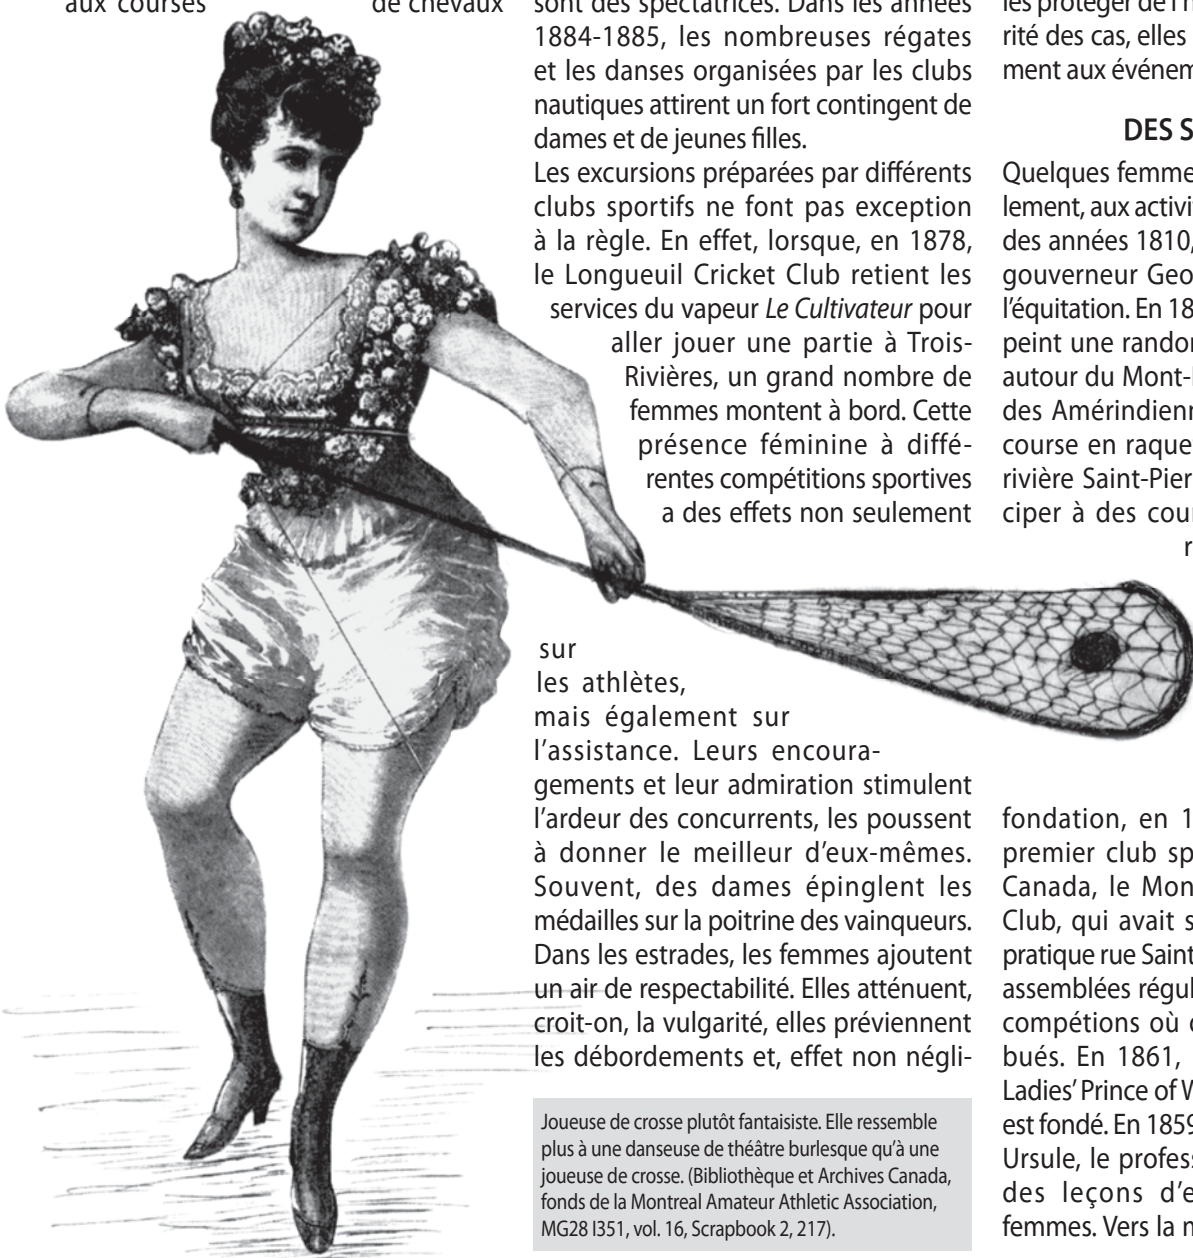 aux courses de chevaux
sont des spectatrices. Dans les années
1884-1885, les nombreuses régates
et les danses organisées par les clubs
nautiques attirent un fort contingent de
dames et de jeunes filles.
Les excursions préparées par différents
clubs sportifs ne font pas exception
à la règle. En effet, lorsque, en 1878,
le Longueuil Cricket Club retient les
services du vapeur Le Cultivateur pour
aller jouer une partie à Trois-
Rivières, un grand nombre de
femmes montent à bord. Cette
présence féminine à diffé-
rentes compétitions sportives
a des effets non seulement
sur
les athlètes,
mais également sur
l'assistance. Leurs encoura-
gements et leur admiration stimulent
l'ardeur des concurrents, les poussent
à donner le meilleur d'eux-mêmes.
Souvent, des dames épinglent les
médailles sur la poitrine des vainqueurs.
Dans les estrades, les femmes ajoutent
un air de respectabilité. Elles atténuent,
croit-on, la vulgarité, elles préviennent
les débordements et, effet non négli-
Joueuse de crosse plutôt fantaisiste. Elle ressemble
plus à une danseuse de théâtre burlesque qu'à une
joueuse de crosse. (Bibliothèque et Archives Canada,
fonds de la Montreal Amateur Athletic Association,
MG28 I351, vol. 16, Scrapbook 2, 217).
les protéger de l'
rité des cas, elles
ment aux événem
DES S
Quelques femme
lement, aux activi
des années 1810,
gouverneur Geo
l'équitation. En 18
peint une rando
autour du Mont-
des Amérindien
course en raque
rivière Saint-Pier
ciper à des cou
r
fondation, en 1
premier club sp
Canada, le Mon
Club, qui avait s
pratique rue Saint
assemblées régul
compétions où
bués. En 1861,
Ladies' Prince of W
est fondé. En 1859
Ursule, le profes
des leçons d'e
femmes. Vers la